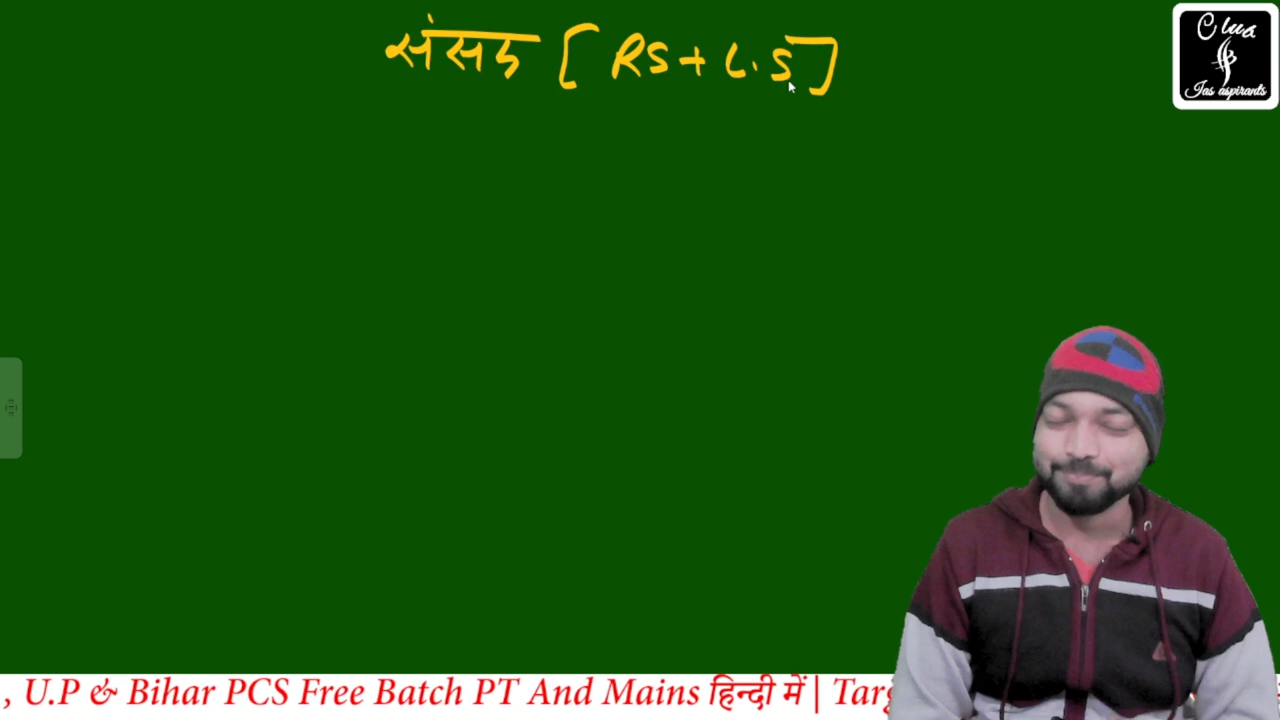 संसद [ RS + L.S ]
Clue
Ias aspirants
, U.P & Bihar PCS Free Batch PT And Mains हिन्दी में | Targ